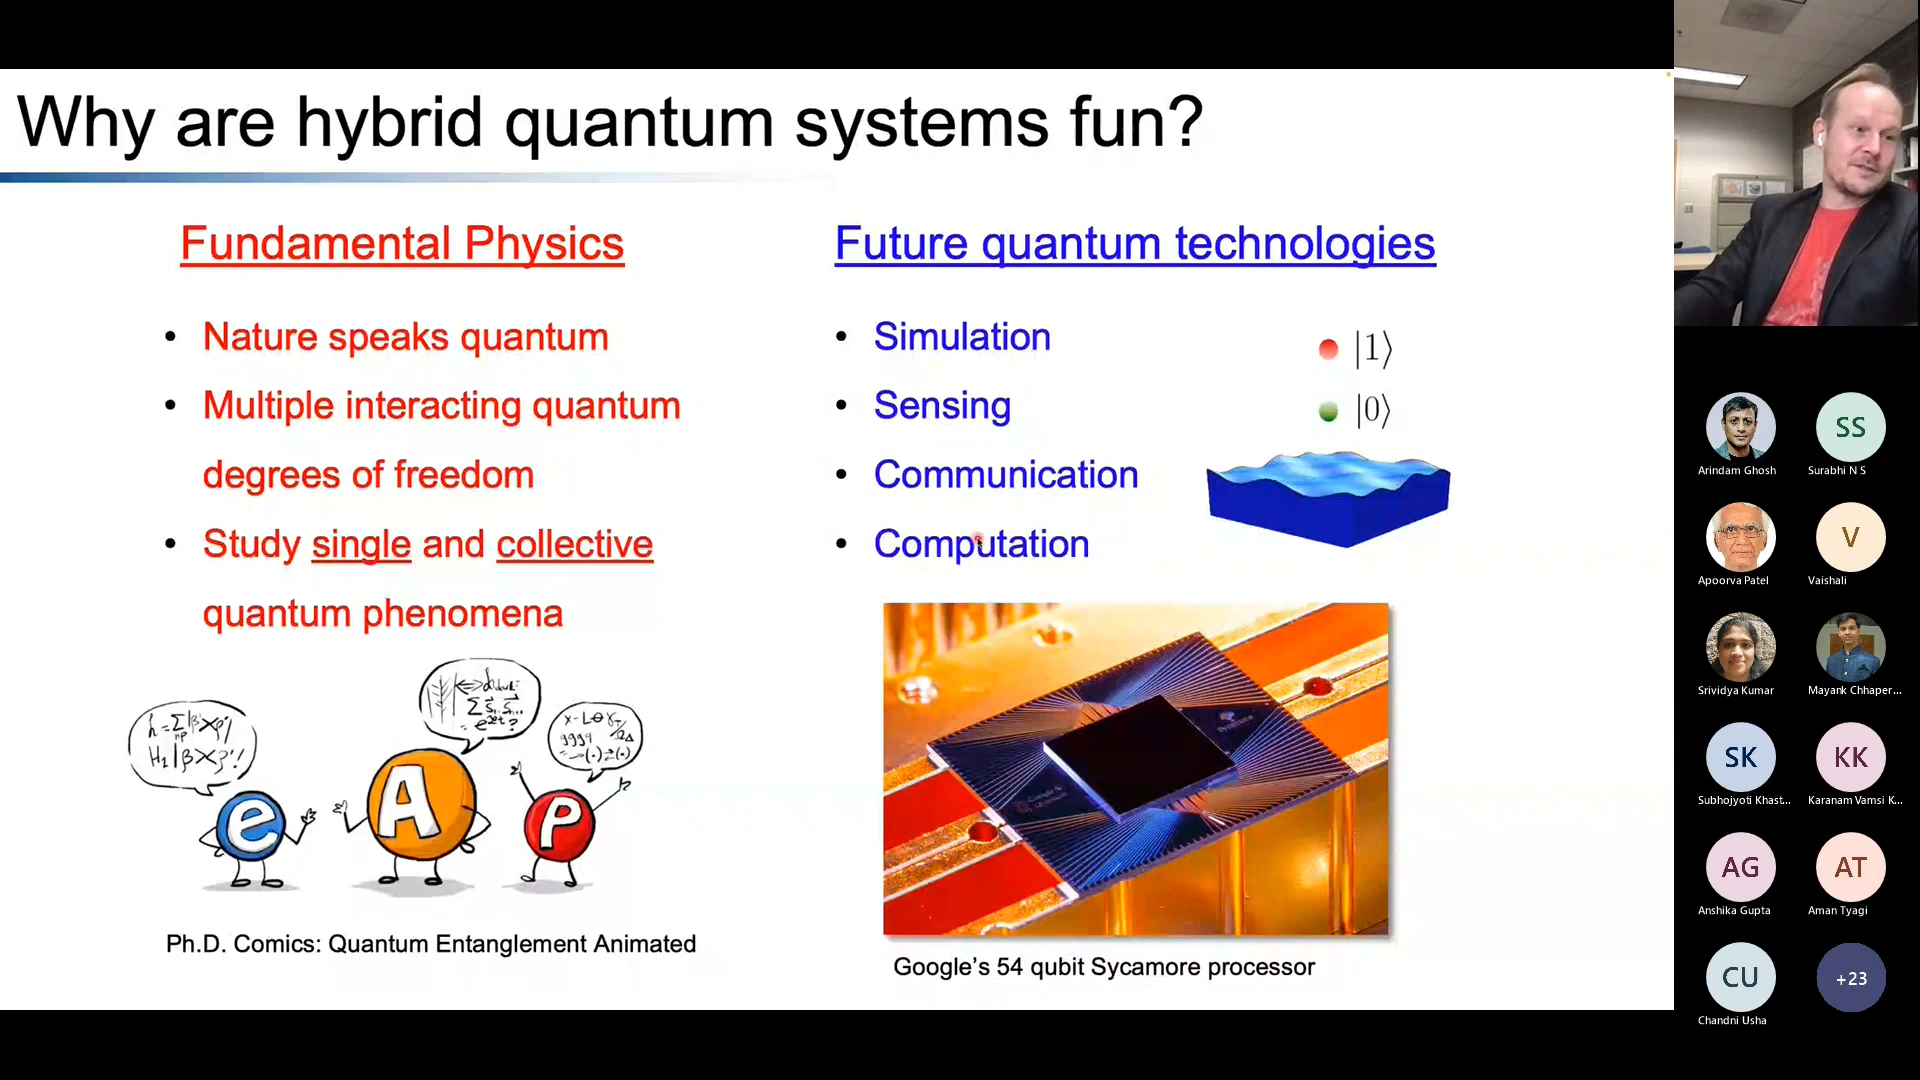 Why are hybrid quantum systems fun?
Fundamental Physics
• Nature speaks quantum
• Multiple interacting quantum
degrees of freedom
• Study single and collective
quantum phenomena
e
A
P
Ph.D. Comics: Quantum Entanglement Animated
Future quantum technologies
• Simulation
• Sensing
• Communication
• Computation
|1⟩
|0⟩
Google's 54 qubit Sycamore processor
Arindam Ghosh
SS
Surabhi N S
Apoorva Patel
V
Vaishali
Srividya Kumar
Mayank Chhaper...
SK
Subhojyoti Khast...
KK
Karanam Vamsi K...
AG
Anshika Gupta
AT
Aman Tyagi
CU
Chandni Usha
+23